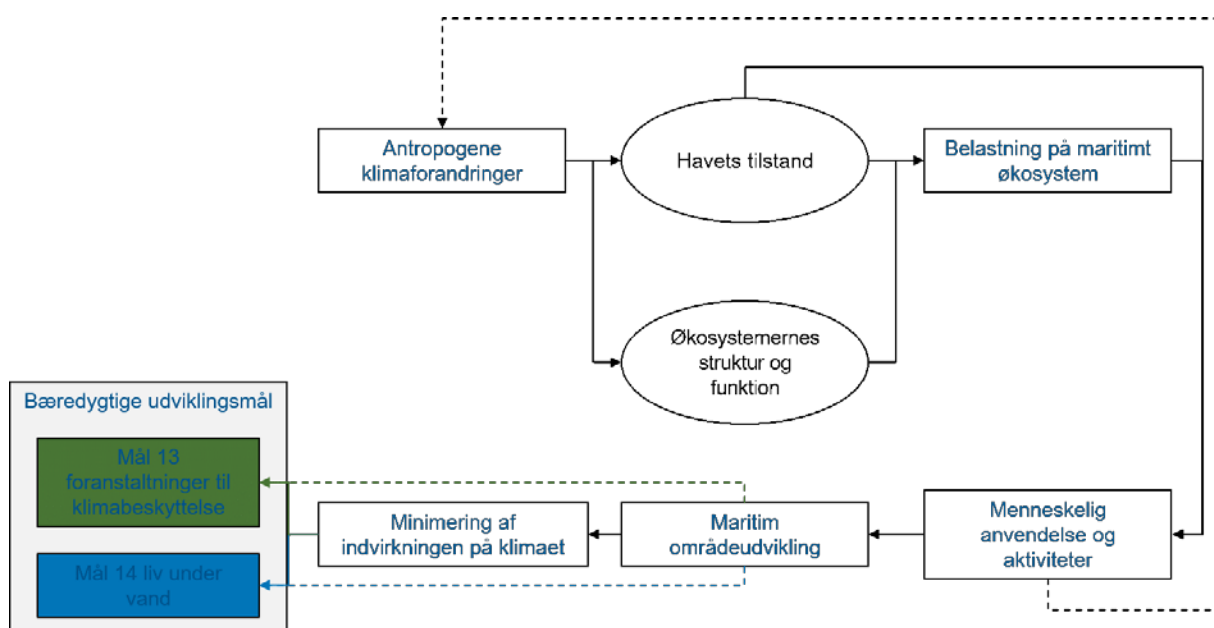 Antropogene
klimaforandringer
Havets tilstand
Belastning på maritimt
økosystem
Økosystemernes
struktur og
funktion
Bæredygtige udviklingsmål
Mål 13
foranstaltninger til
klimabeskyttelse
Mål 14 liv under
vand
Minimering af
indvirkningen på klimaet
Maritim
områdeudvikling
Menneskelig
anvendelse og
aktiviteter